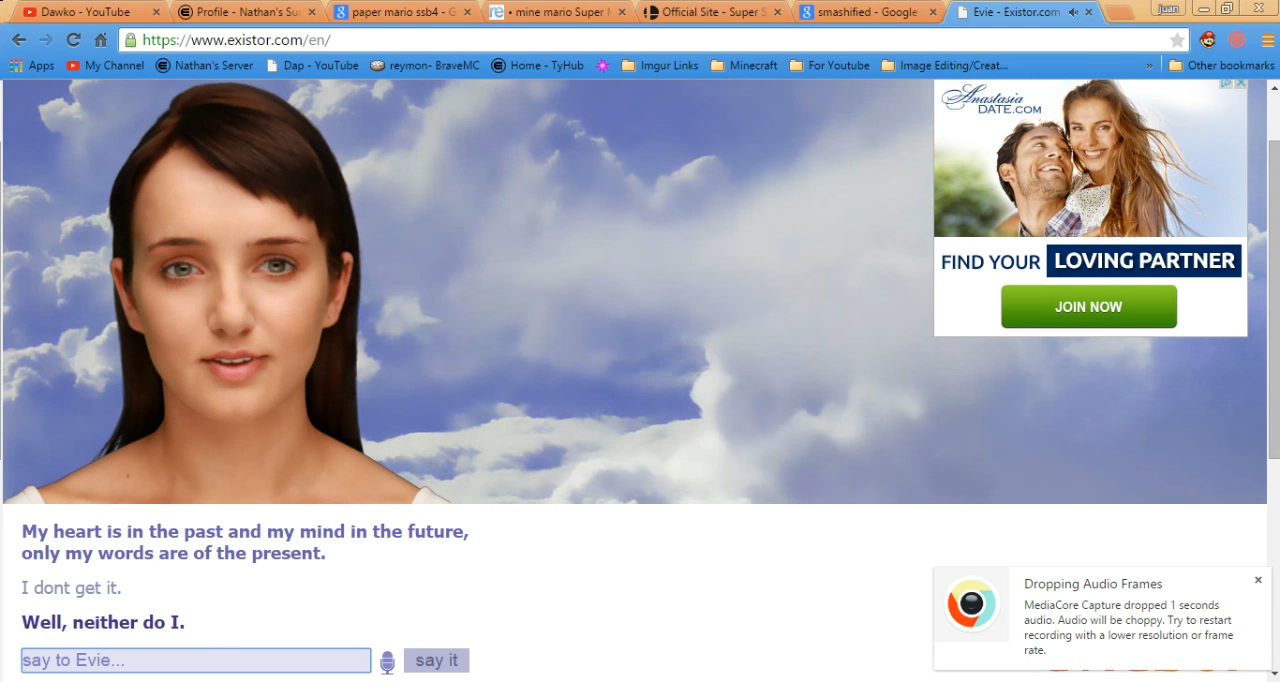 Dawko - YouTube
Profile - Nathan's Su
paper mario ssb4 - G
• mine mario Super
Official Site - Super S
smashified - Google
Evie - Existor.com
juan
https://www.existor.com/en/
Apps
My Channel
Nathan's Server
Dap - YouTube
reymon- BraveMC
Home - TyHub
Imgur Links
Minecraft
For Youtube
Image Editing/Creat...
»
Other bookmarks
Anastasia
DATE.COM
FIND YOUR LOVING PARTNER
JOIN NOW
My heart is in the past and my mind in the future,
only my words are of the present.
I dont get it.
Well, neither do I.
say to Evie...
say it
Dropping Audio Frames
MediaCore Capture dropped 1 seconds
audio. Audio will be choppy. Try to restart
recording with a lower resolution or frame
rate.